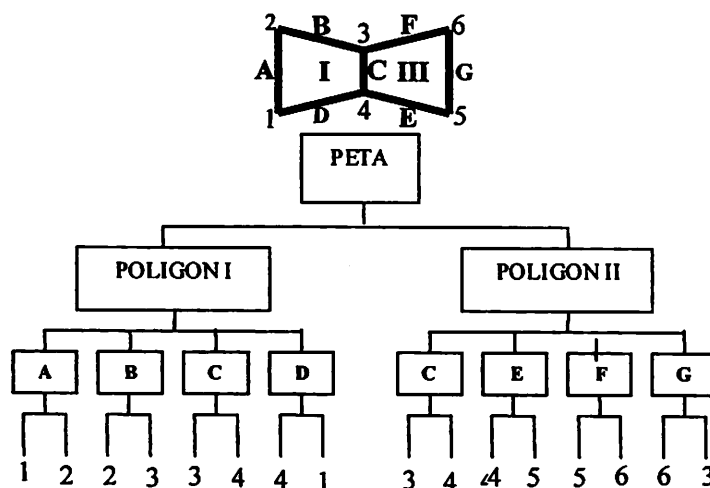 2 B 3 F 6
A I C III G
1 D 4 E 5
PETA
POLIGON I POLIGON II
A B C D C E F G
1 2 2 3 3 4 4 1 3 4 4 5 5 6 6 3